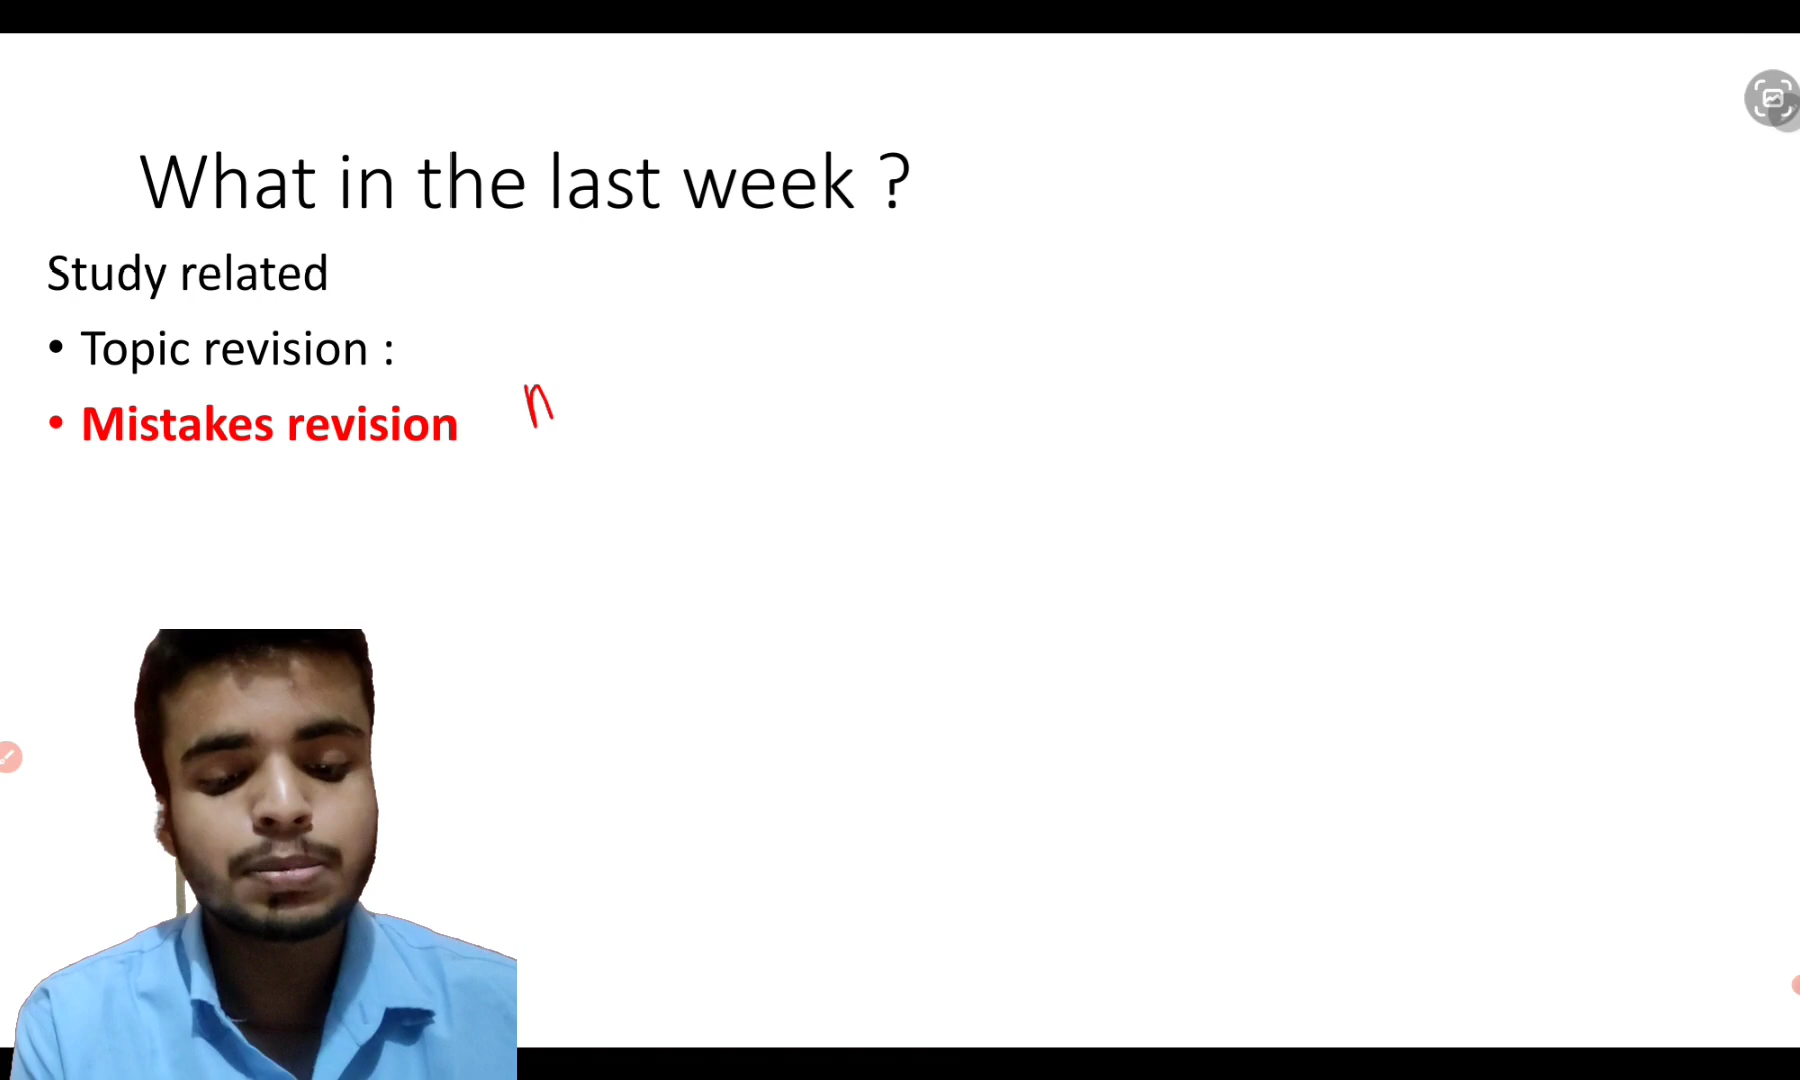 What in the last week ?
Study related
• Topic revision :
• Mistakes revision n